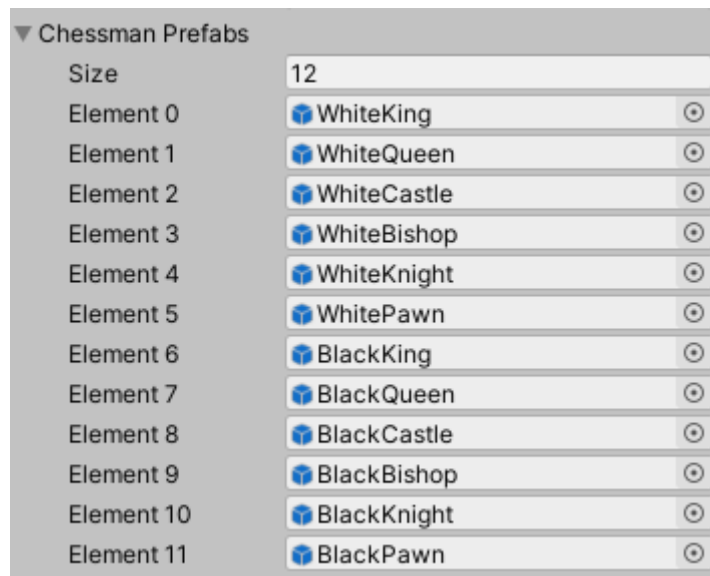 Chessman Prefabs
Size 12
Element 0 WhiteKing
Element 1 WhiteQueen
Element 2 WhiteCastle
Element 3 WhiteBishop
Element 4 WhiteKnight
Element 5 WhitePawn
Element 6 BlackKing
Element 7 BlackQueen
Element 8 BlackCastle
Element 9 BlackBishop
Element 10 BlackKnight
Element 11 BlackPawn